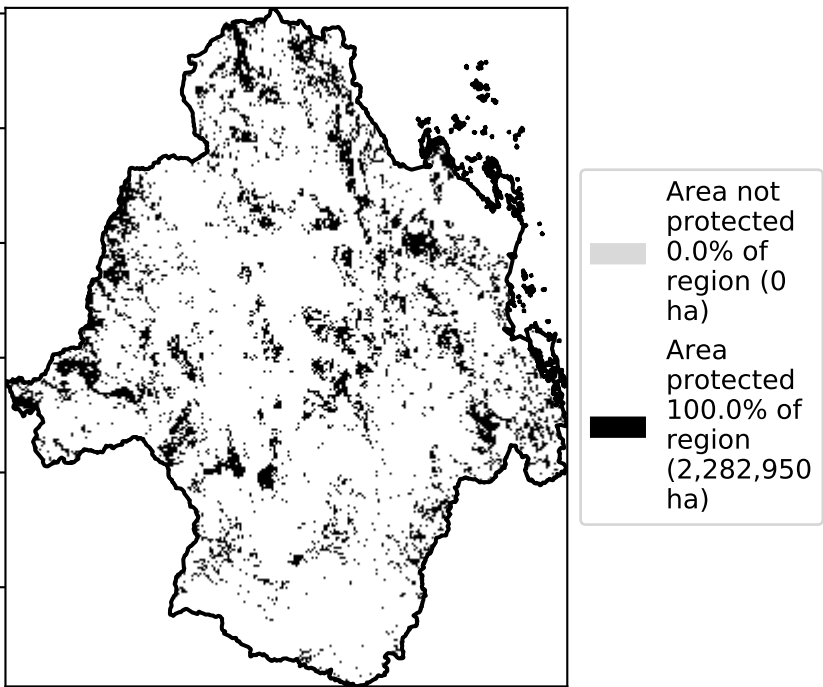 Area not
protected
0.0% of
region (0
ha)
Area
protected
100.0% of
region
(2,282,950
ha)